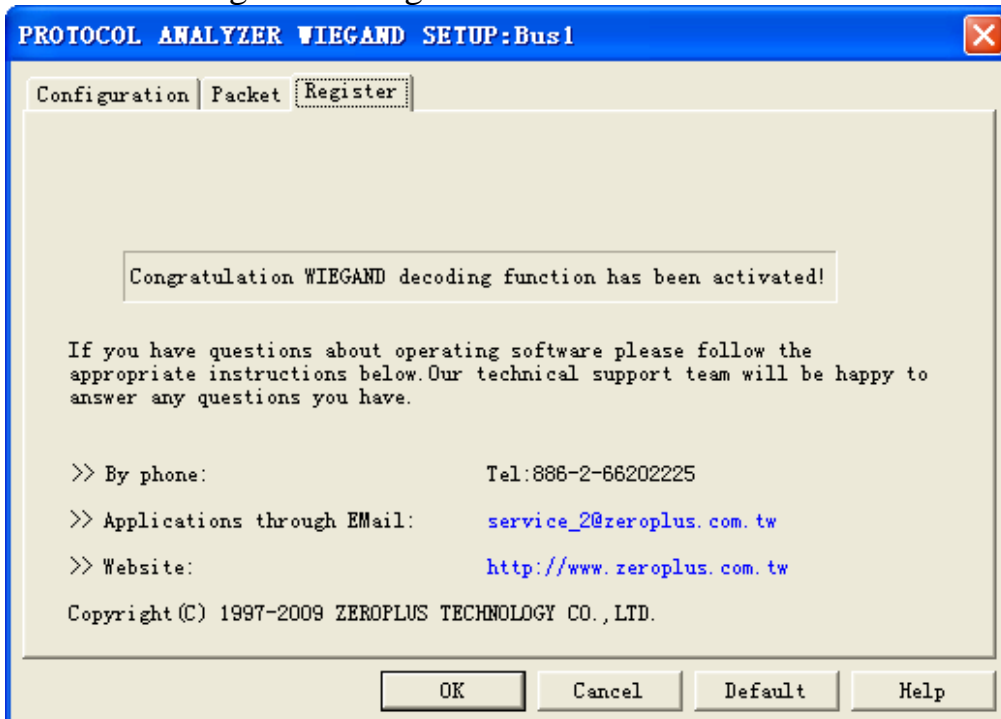 PROTOCOL ANALYZER WIEGAND SETUP:Bus1
Configuration Packet Register
Congratulation WIEGAND decoding function has been activated!
If you have questions about operating software please follow the
appropriate instructions below.Our technical support team will be happy to
answer any questions you have.
>> By phone: Tel:886-2-66202225
>> Applications through EMail: service_2@zeroplus.com.tw
>> Website: http://www.zeroplus.com.tw
Copyright(C) 1997-2009 ZEROPLUS TECHNOLOGY CO.,LTD.
OK Cancel Default Help